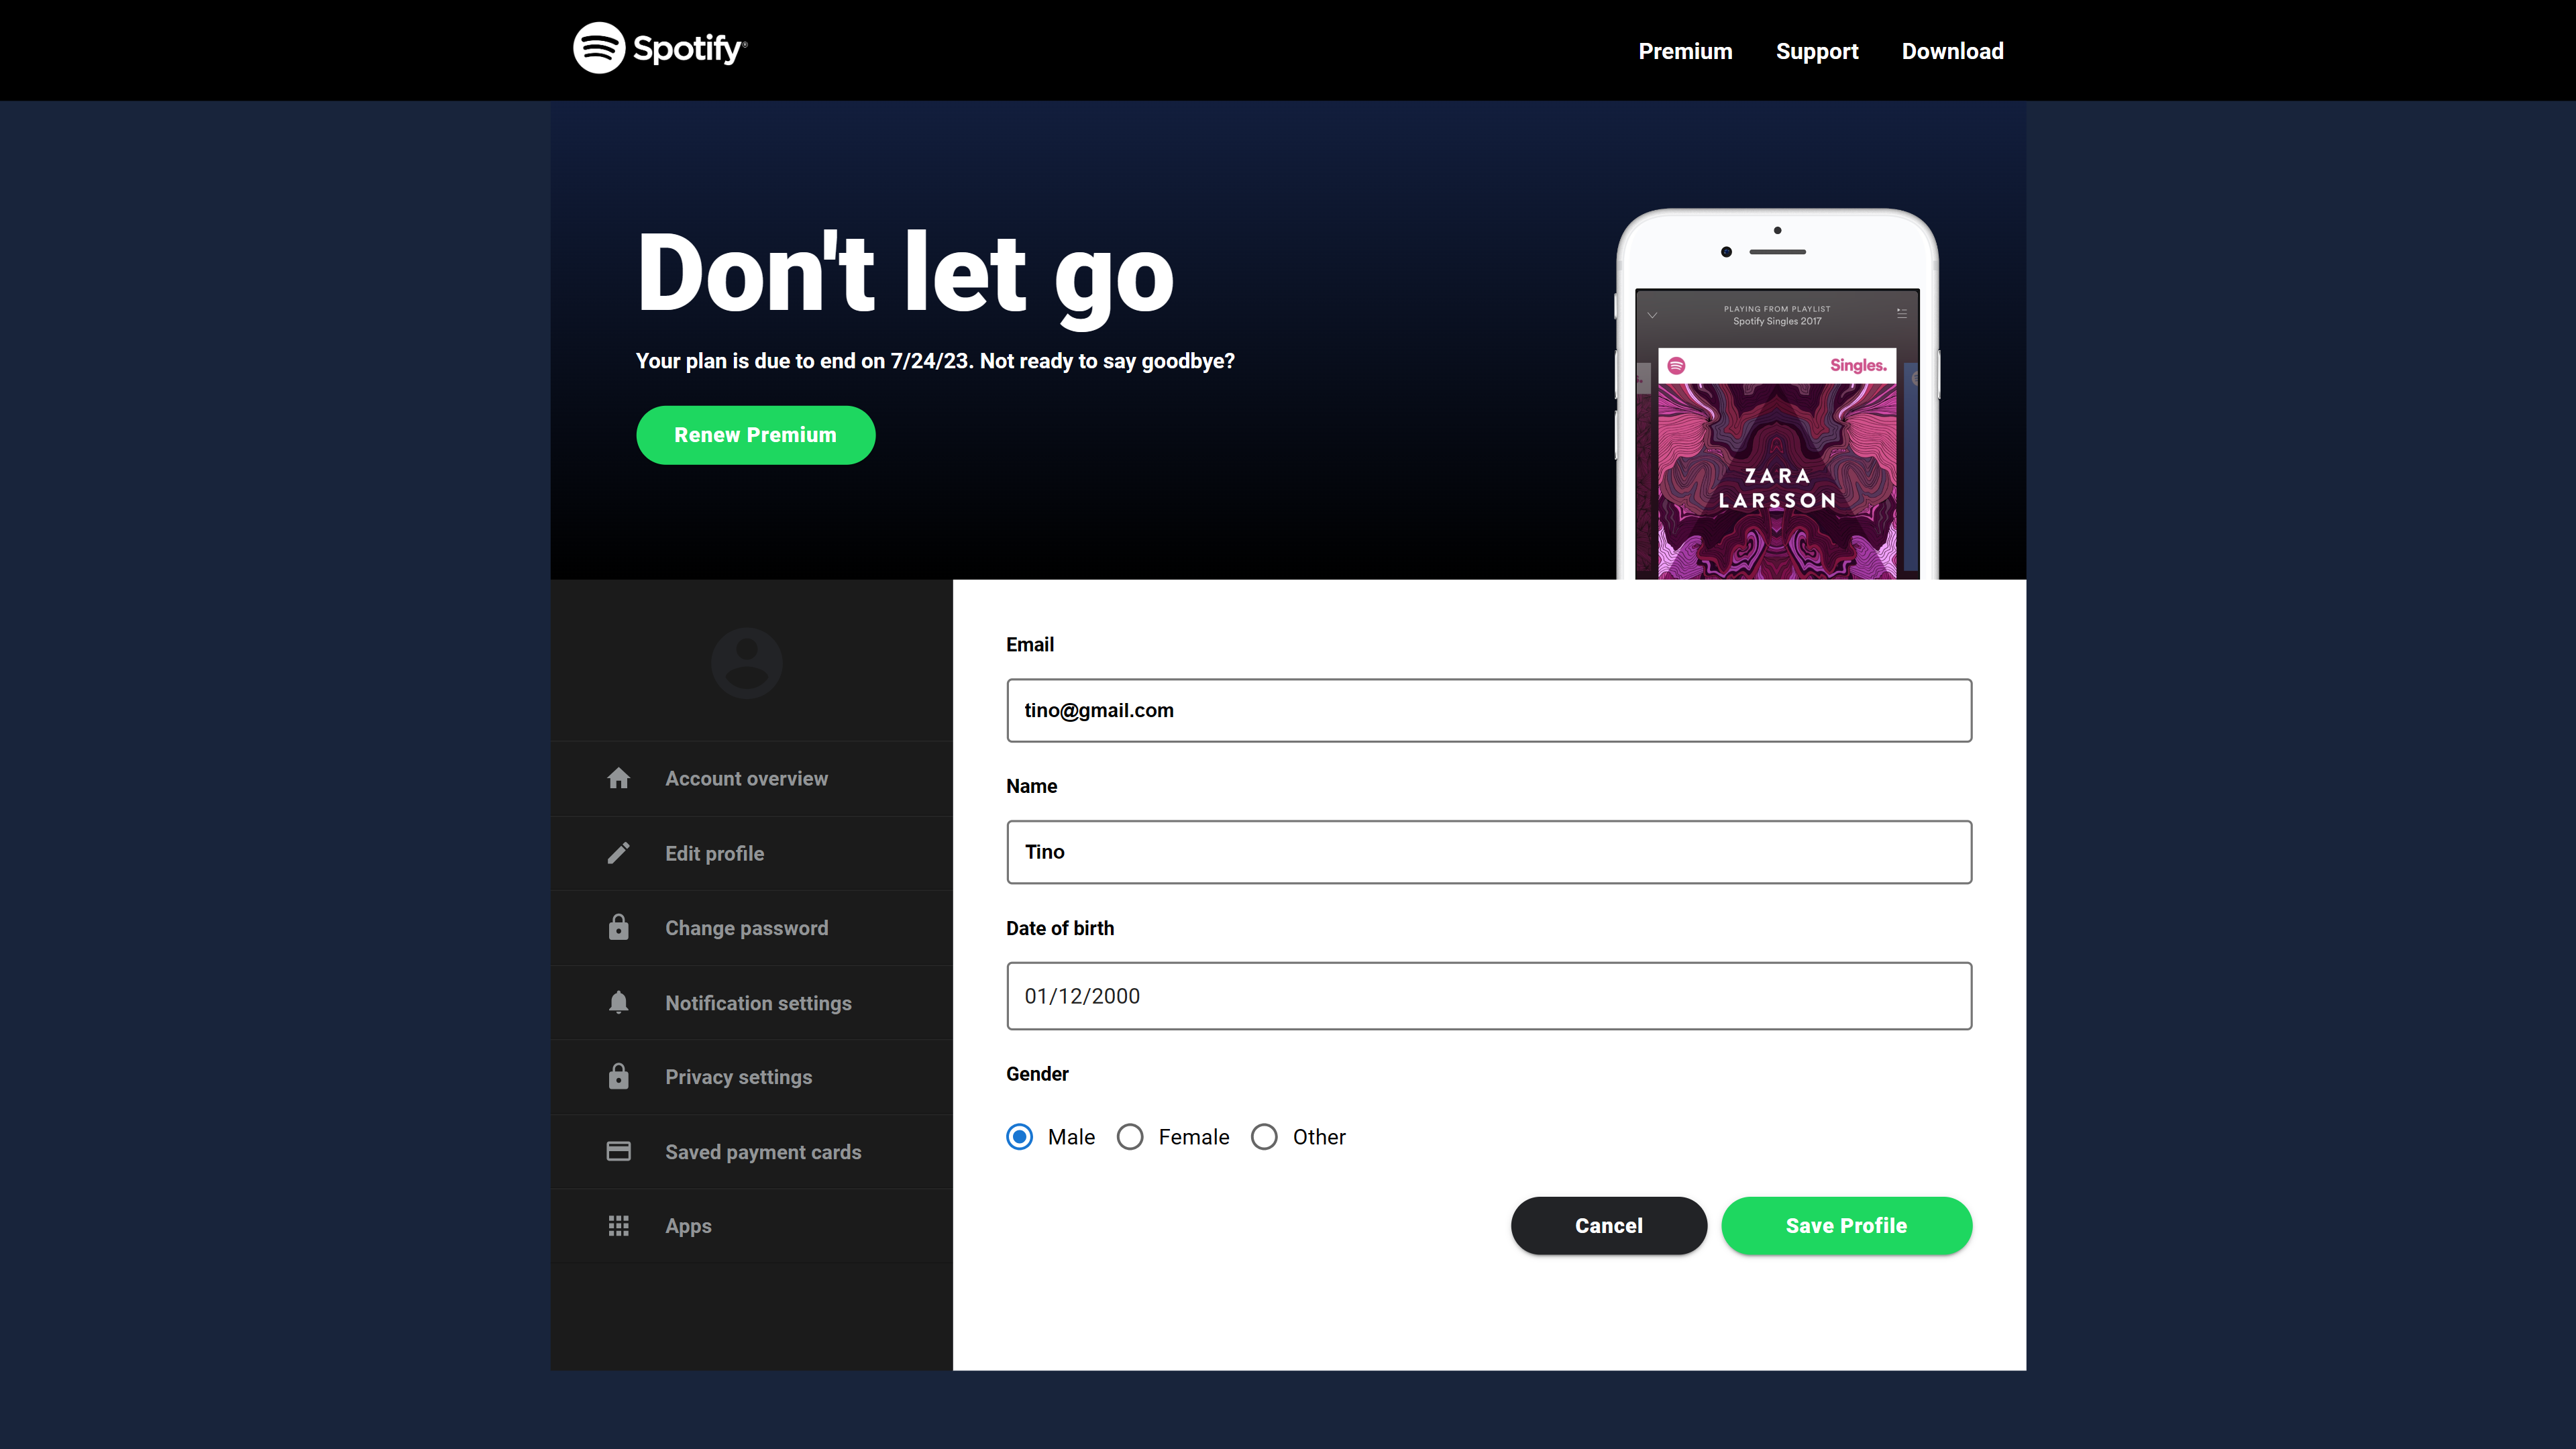 Spotify®
Premium
Support
Download
Don't let go
Your plan is due to end on 7/24/23. Not ready to say goodbye?
Renew Premium
PLAYING FROM PLAYLIST
Spotify Singles 2017
Singles.
ZARA
LARSSON
Account overview
Edit profile
Change password
Notification settings
Privacy settings
Saved payment cards
Apps
Email
tino@gmail.com
Name
Tino
Date of birth
01/12/2000
Gender
Male
Female
Other
Cancel
Save Profile